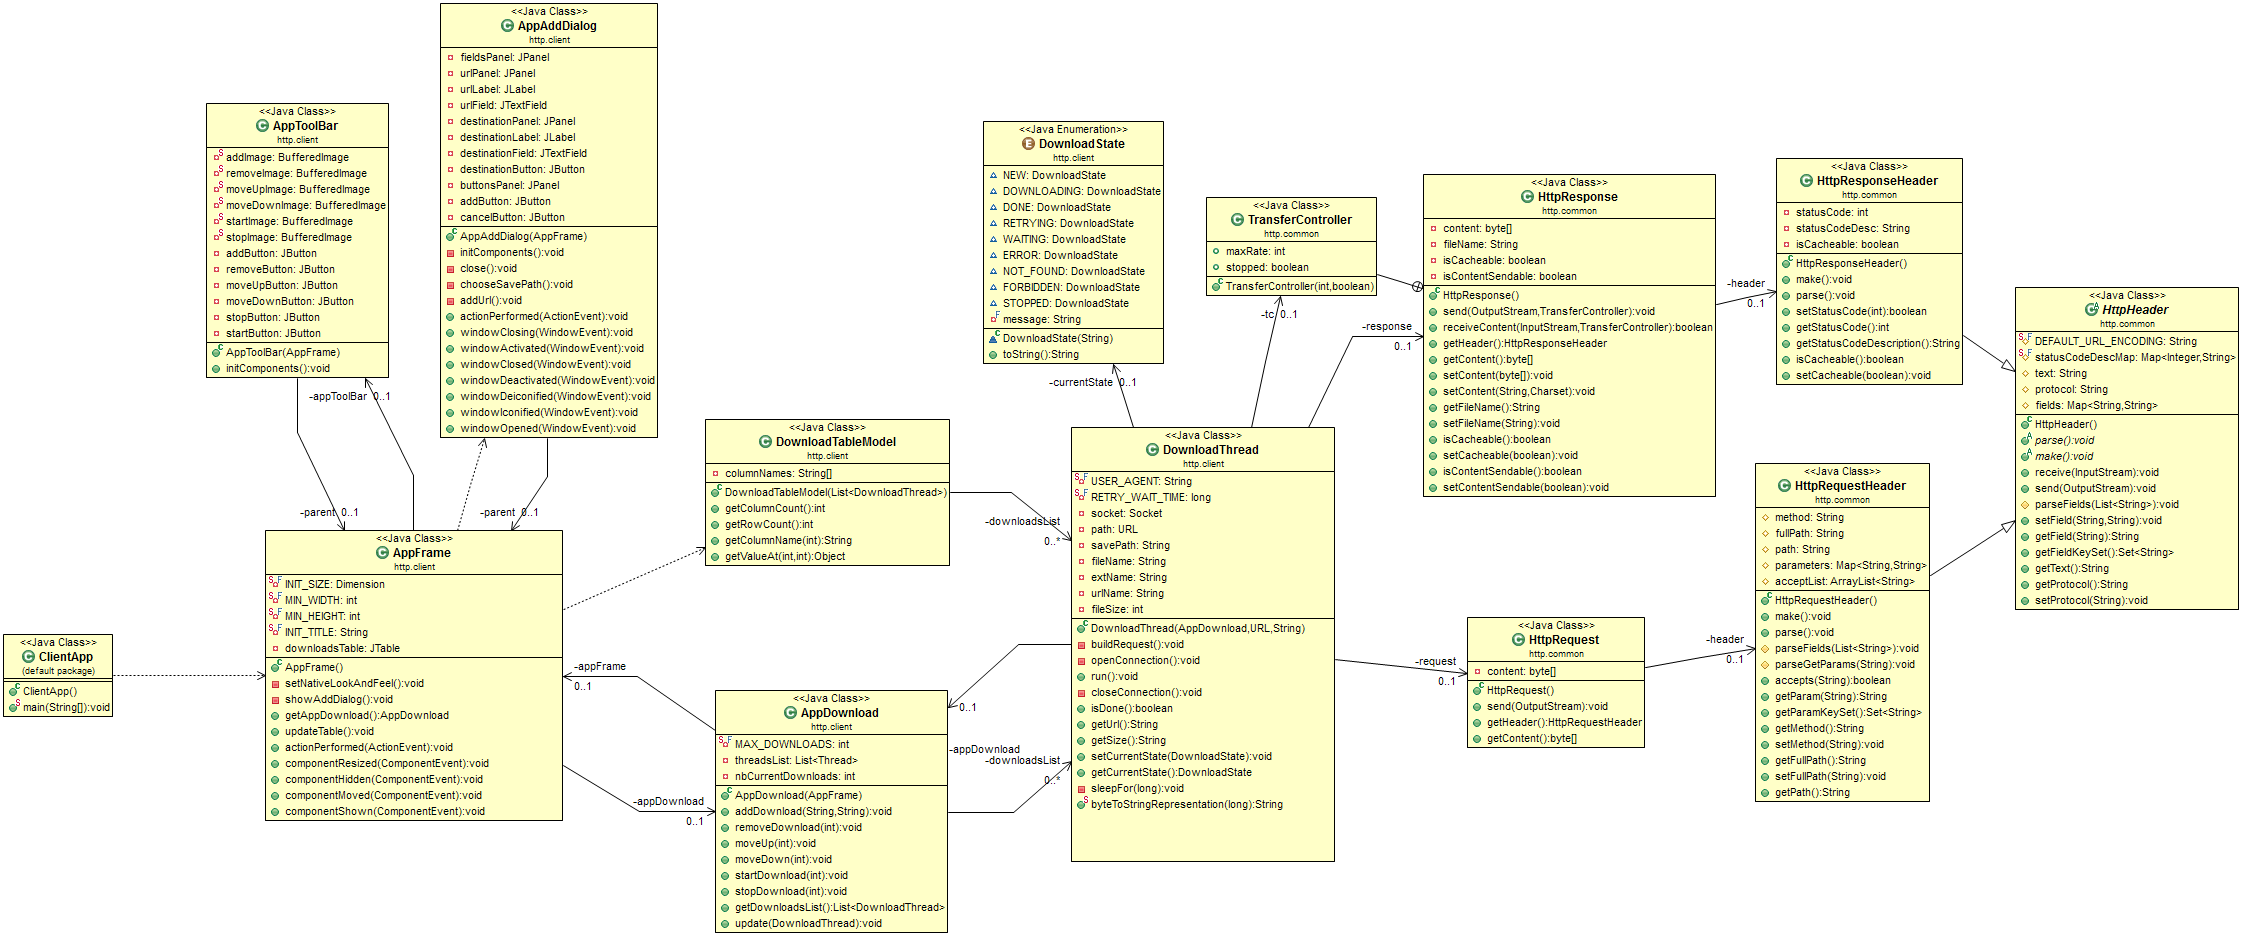 <<Java Class>>
AppAddDialog
http.client
fieldsPanel: JPanel
urlPanel: JPanel
urlLabel: JLabel
urlField: JTextField
destinationPanel: JPanel
destinationLabel: JLabel
destinationField: JTextField
destinationButton: JButton
buttonsPanel: JPanel
addButton: JButton
cancelButton: JButton
AppAddDialog(AppFrame)
initComponents():void
close():void
chooseSavePath():void
addUrl():void
actionPerformed(ActionEvent):void
windowClosing(WindowEvent):void
windowActivated(WindowEvent):void
windowClosed(WindowEvent):void
windowDeactivated(WindowEvent):void
windowDeiconified(WindowEvent):void
windowIconified(WindowEvent):void
windowOpened(WindowEvent):void
<<Java Class>>
AppToolBar
http.client
addImage: BufferedImage
removeImage: BufferedImage
moveUpImage: BufferedImage
moveDownImage: BufferedImage
startImage: BufferedImage
stopImage: BufferedImage
addButton: JButton
removeButton: JButton
moveUpButton: JButton
moveDownButton: JButton
stopButton: JButton
startButton: JButton
AppToolBar(AppFrame)
initComponents():void
-appToolBar 0..1
-parent 0..1
-parent 0..1
<<Java Class>>
AppFrame
http.client
INIT_SIZE: Dimension
MIN_WIDTH: int
MIN_HEIGHT: int
INIT_TITLE: String
downloadsTable: JTable
AppFrame()
setNativeLookAndFeel():void
showAddDialog():void
getAppDownload():AppDownload
updateTable():void
actionPerformed(ActionEvent):void
componentResized(ComponentEvent):void
componentHidden(ComponentEvent):void
componentMoved(ComponentEvent):void
componentShown(ComponentEvent):void
<<Java Class>>
ClientApp
(default package)
ClientApp()
main(String[]):void
<<Java Class>>
DownloadTableModel
http.client
columnNames: String[]
DownloadTableModel(List<DownloadThread>)
getColumnCount():int
getRowCount():int
getColumnName(int):String
getValueAt(int,int):Object
-downloadsList
0..*
-appFrame
0..1
-appDownload
0..1
<<Java Class>>
AppDownload
http.client
MAX_DOWNLOADS: int
threadsList: List<Thread>
nbCurrentDownloads: int
AppDownload(AppFrame)
addDownload(String,String):void
removeDownload(int):void
moveUp(int):void
moveDown(int):void
startDownload(int):void
stopDownload(int):void
getDownloadsList():List<DownloadThread>
update(DownloadThread):void
0..1
-appDownload
-downloadsList
0..*
<<Java Enumeration>>
DownloadState
http.client
NEW: DownloadState
DOWNLOADING: DownloadState
DONE: DownloadState
RETRYING: DownloadState
WAITING: DownloadState
ERROR: DownloadState
NOT_FOUND: DownloadState
FORBIDDEN: DownloadState
STOPPED: DownloadState
message: String
DownloadState(String)
toString():String
-currentState 0..1
<<Java Class>>
DownloadThread
http.client
USER_AGENT: String
RETRY_WAIT_TIME: long
socket: Socket
path: URL
savePath: String
fileName: String
extName: String
urlName: String
fileSize: int
DownloadThread(AppDownload,URL,String)
buildRequest():void
openConnection():void
run():void
closeConnection():void
isDone():boolean
getUrl():String
getSize():String
setCurrentState(DownloadState):void
getCurrentState():DownloadState
sleepFor(long):void
byteToStringRepresentation(long):String
<<Java Class>>
TransferController
http.common
maxRate: int
stopped: boolean
TransferController(int,boolean)
-tc 0..1
-response
0..1
<<Java Class>>
HttpResponse
http.common
content: byte[]
fileName: String
isCacheable: boolean
isContentSendable: boolean
HttpResponse()
send(OutputStream,TransferController):void
receiveContent(InputStream,TransferController):boolean
getHeader():HttpResponseHeader
getContent():byte[]
setContent(byte[]):void
setContent(String,Charset):void
getFileName():String
setFileName(String):void
isCacheable():boolean
setCacheable(boolean):void
isContentSendable():boolean
setContentSendable(boolean):void
-header
0..1
<<Java Class>>
HttpResponseHeader
http.common
statusCode: int
statusCodeDesc: String
isCacheable: boolean
HttpResponseHeader()
make():void
parse():void
setStatusCode(int):boolean
getStatusCode():int
getStatusCodeDescription():String
isCacheable():boolean
setCacheable(boolean):void
<<Java Class>>
HttpHeader
http.common
DEFAULT_URL_ENCODING: String
statusCodeDescMap: Map<Integer,String>
text: String
protocol: String
fields: Map<String,String>
HttpHeader()
parse():void
make():void
receive(InputStream):void
send(OutputStream):void
parseFields(List<String>):void
setField(String,String):void
getField(String):String
getFieldKeySet():Set<String>
getText():String
getProtocol():String
setProtocol(String):void
-request
0..1
<<Java Class>>
HttpRequest
http.common
content: byte[]
HttpRequest()
send(OutputStream):void
getHeader():HttpRequestHeader
getContent():byte[]
-header
0..1
<<Java Class>>
HttpRequestHeader
http.common
method: String
fullPath: String
path: String
parameters: Map<String,String>
acceptList: ArrayList<String>
HttpRequestHeader()
make():void
parse():void
parseFields(List<String>):void
parseGetParams(String):void
accepts(String):boolean
getParam(String):String
getParamKeySet():Set<String>
getMethod():String
setMethod(String):void
getFullPath():String
setFullPath(String):void
getPath():String